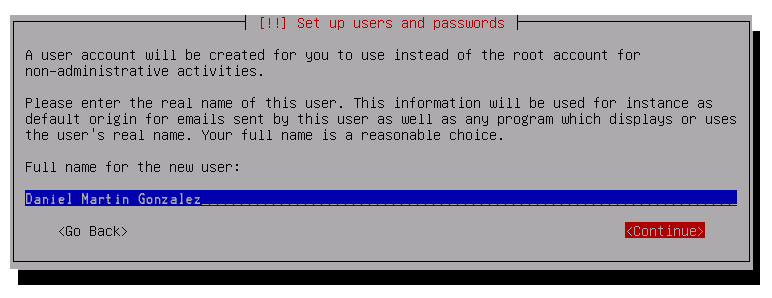 [!!] Set up users and passwords
A user account will be created for you to use instead of the root account for
non-administrative activities.
Please enter the real name of this user. This information will be used for instance as
default origin for emails sent by this user as well as any program which displays or uses
the user's real name. Your full name is a reasonable choice.
Full name for the new user:
Daniel Martin Gonzalez
<Go Back> <Continue>